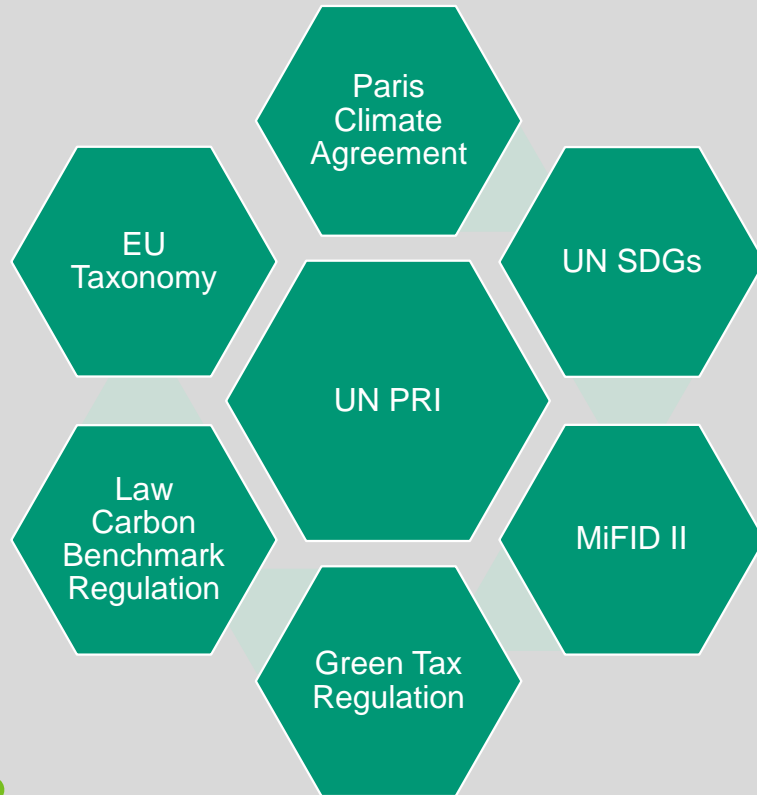 Paris
Climate
Agreement
EU
Taxonomy
UN SDGs
UN PRI
Law
Carbon
Benchmark
Regulation
MiFID II
Green Tax
Regulation